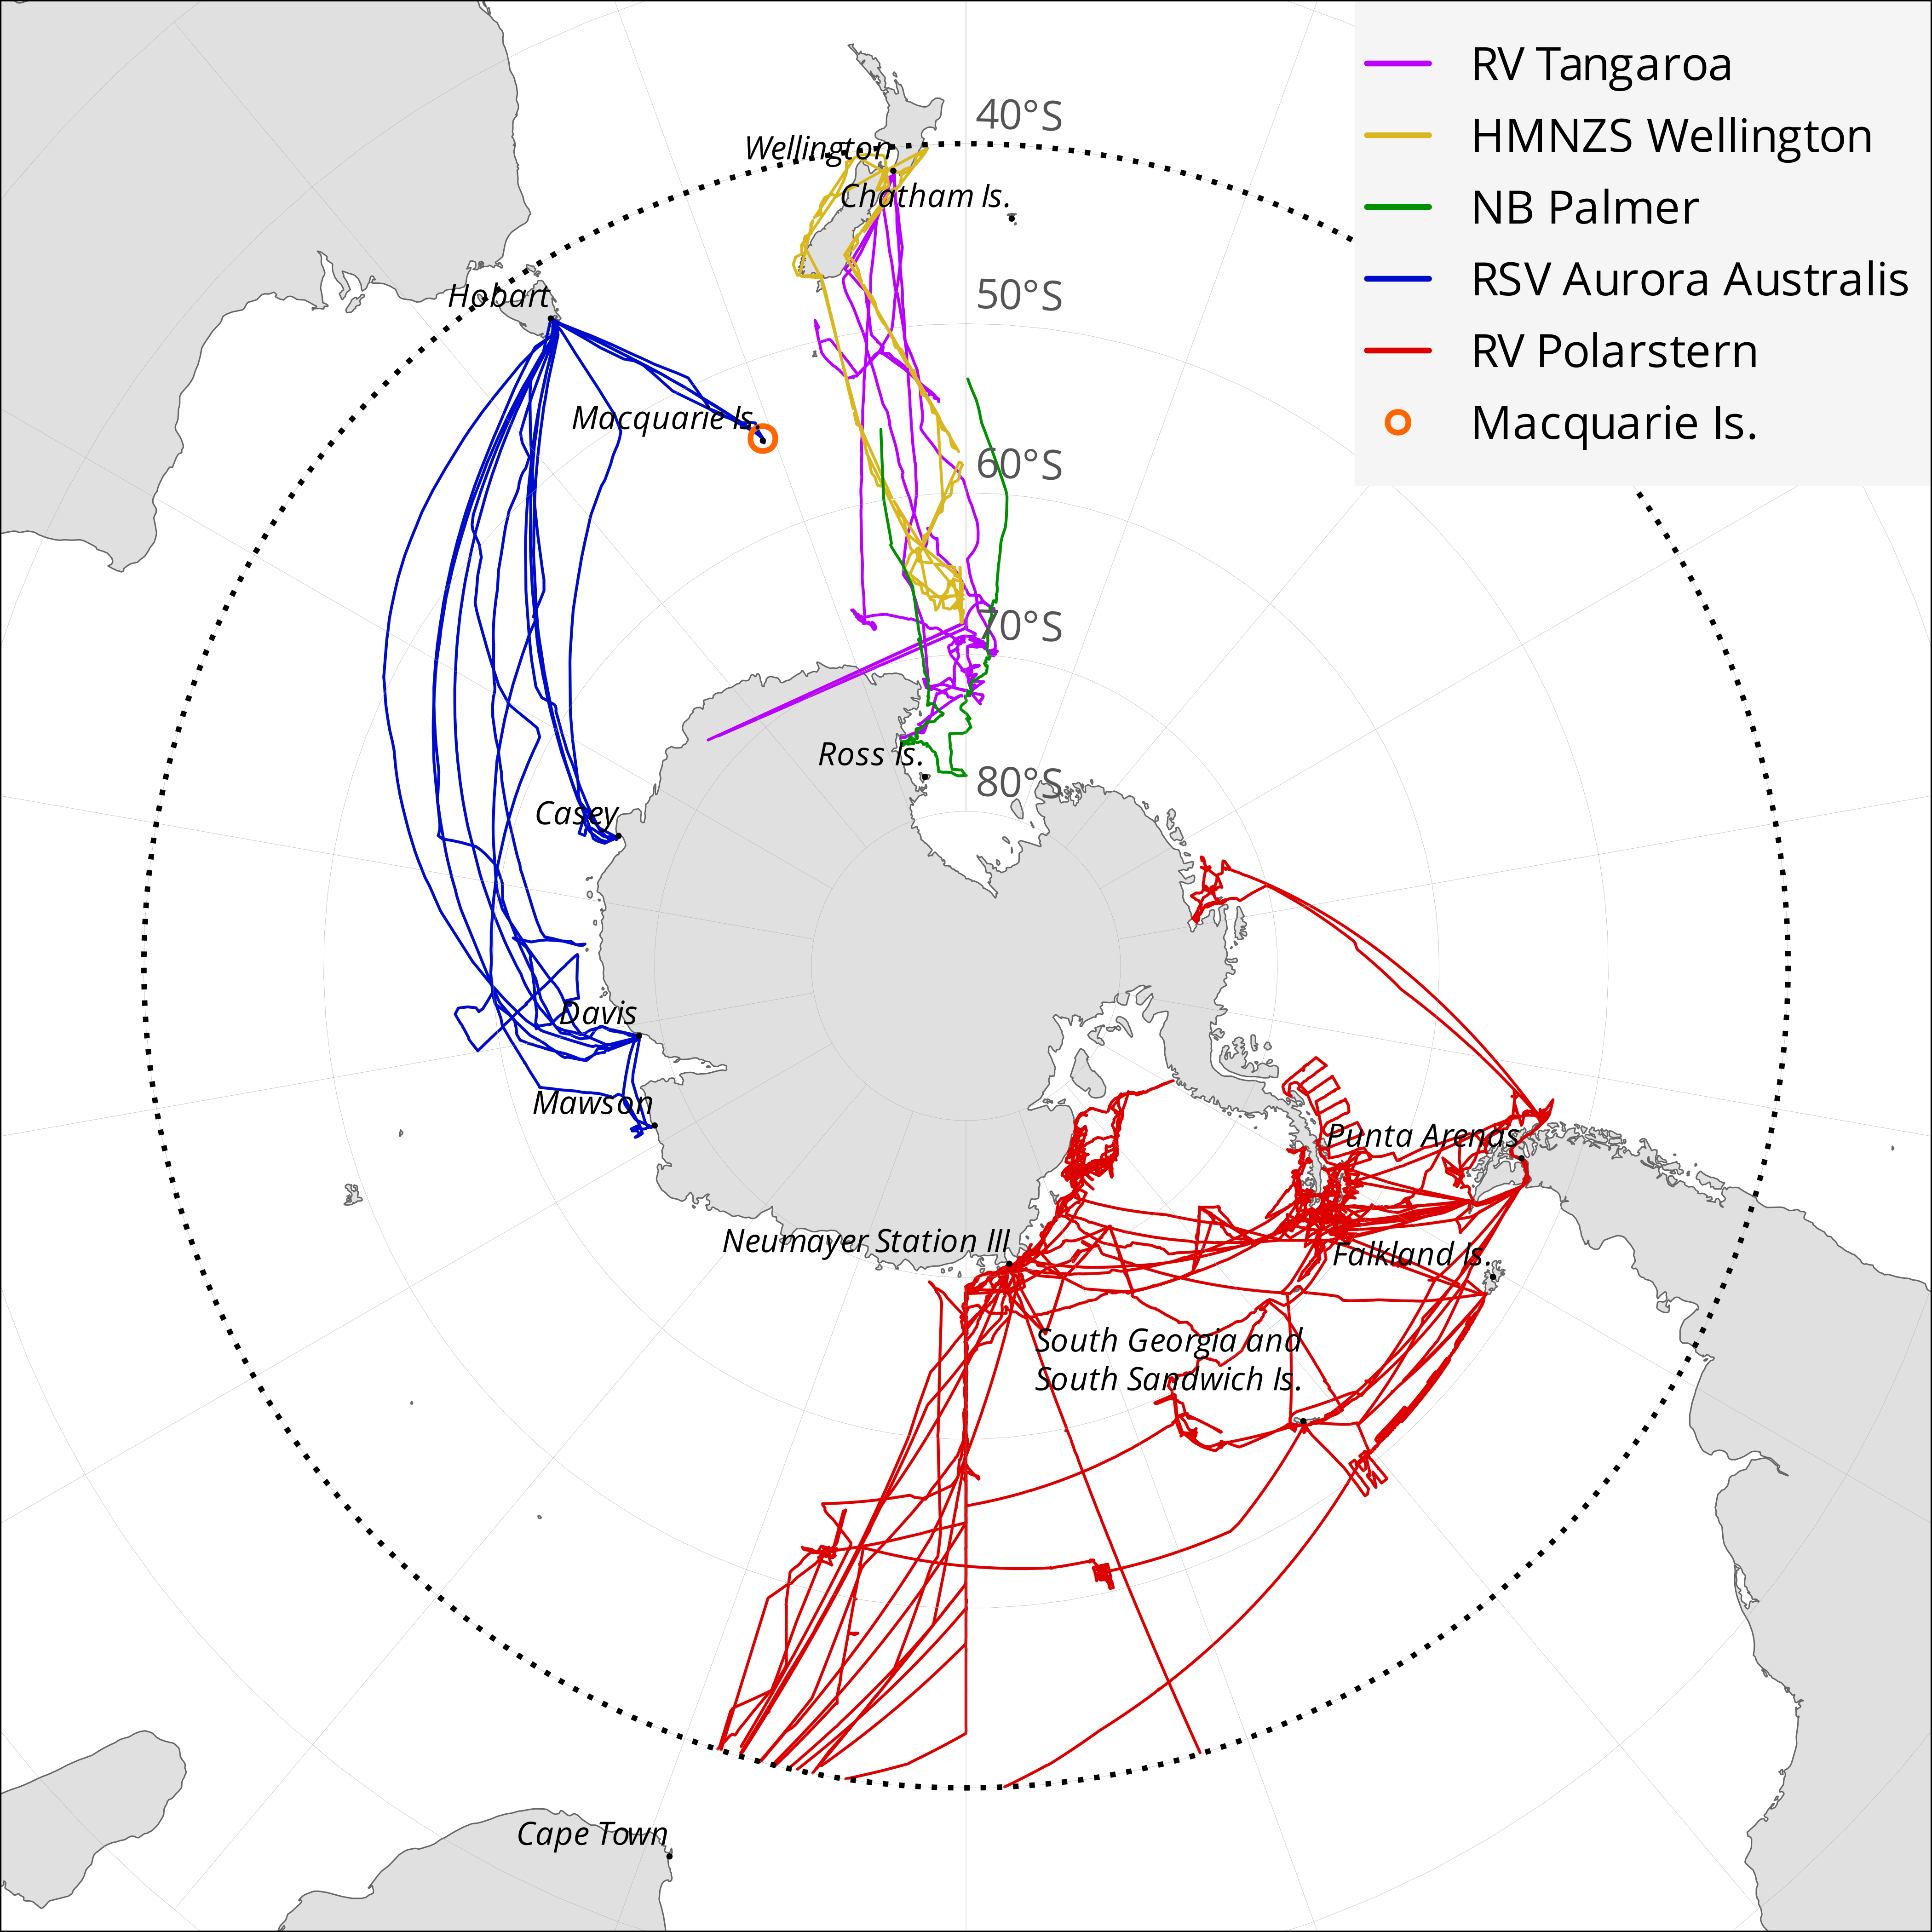 RV Tangaroa
HMNZS Wellington
NB Palmer
RSV Aurora Australis
RV Polarstern
Macquarie Is.
40°S
Wellington
Chatham Is.
50°S
Hobart
Macquarie Is.
60°S
70°S
Ross Is.
80°S
Casey
Davis
Mawson
Punta Arenas
Neumayer Station III
Falkland Is.
South Georgia and
South Sandwich Is.
Cape Town